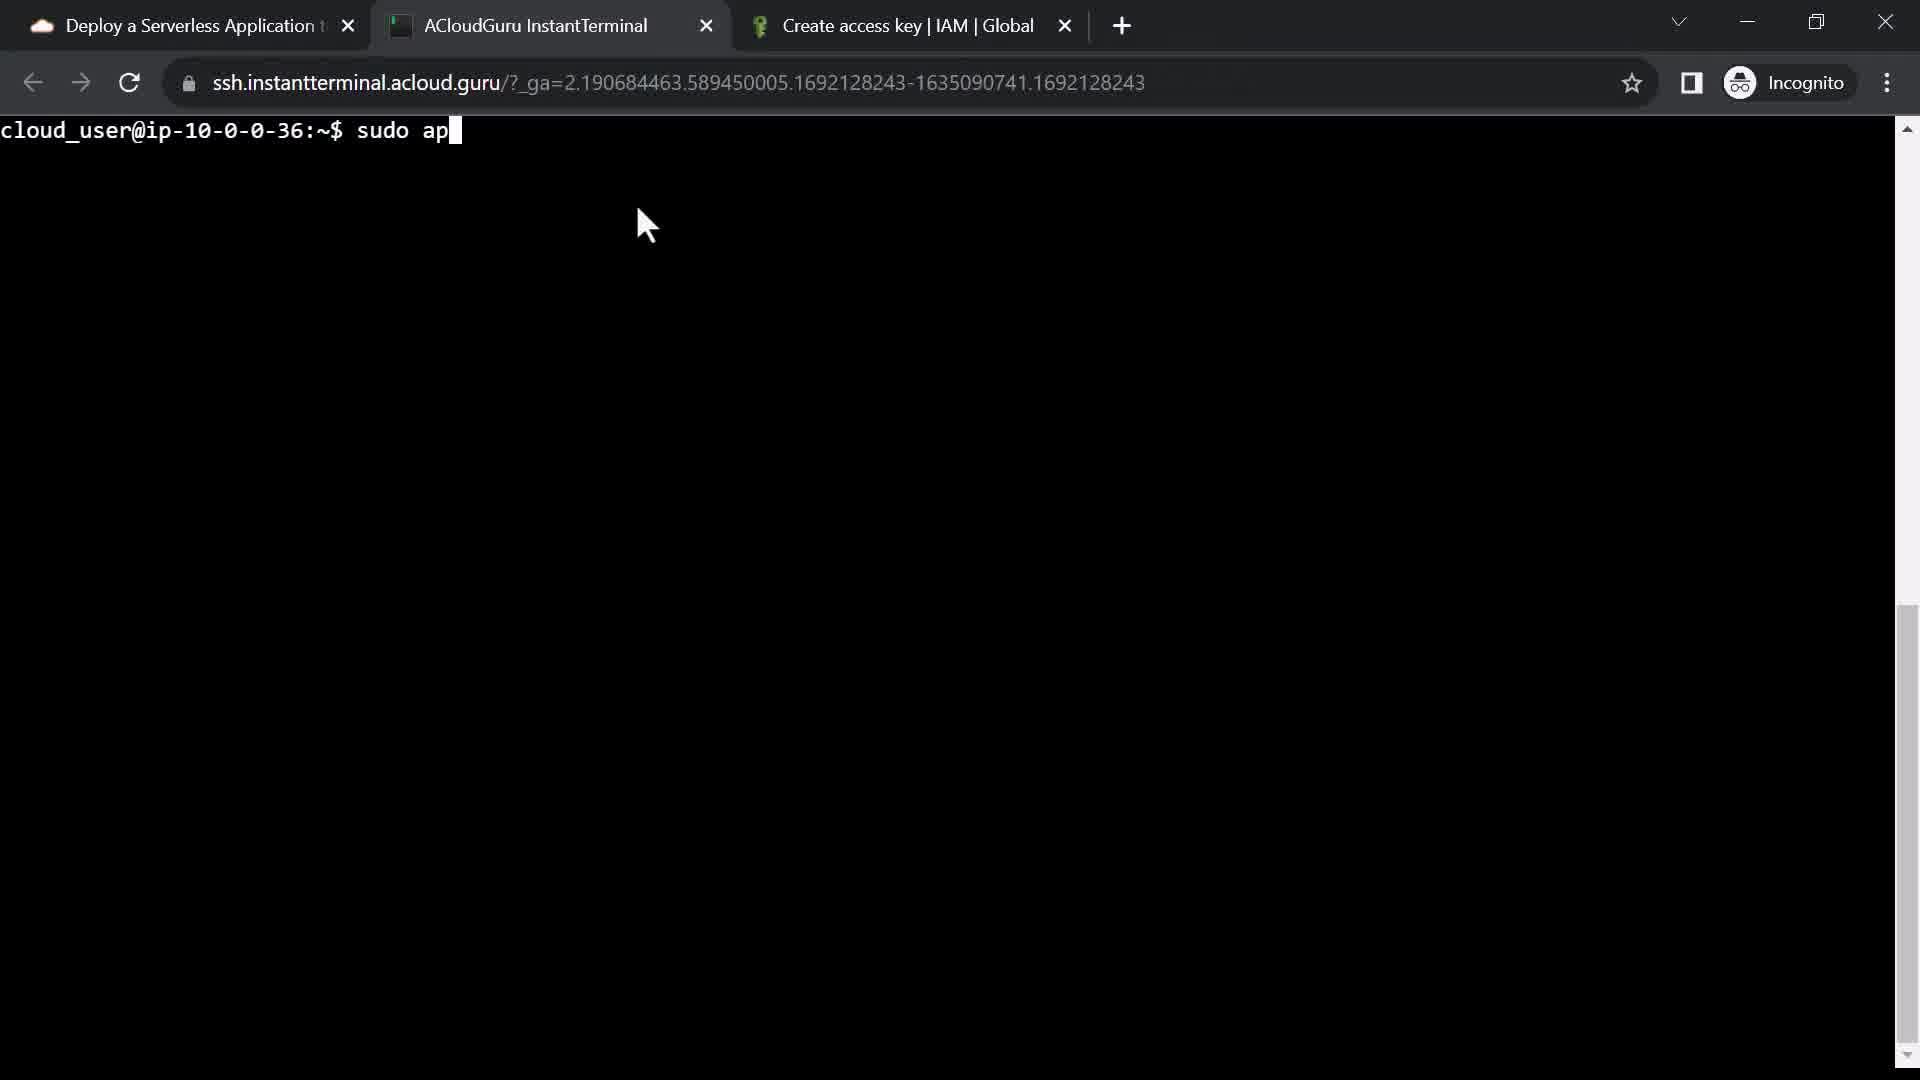 Deploy a Serverless Application t
ACloudGuru InstantTerminal
Create access key | IAM | Global
ssh.instantterminal.acloud.guru/?_ga=2.190684463.589450005.1692128243-1635090741.1692128243
Incognito
cloud_user@ip-10-0-0-36:~$ sudo ap